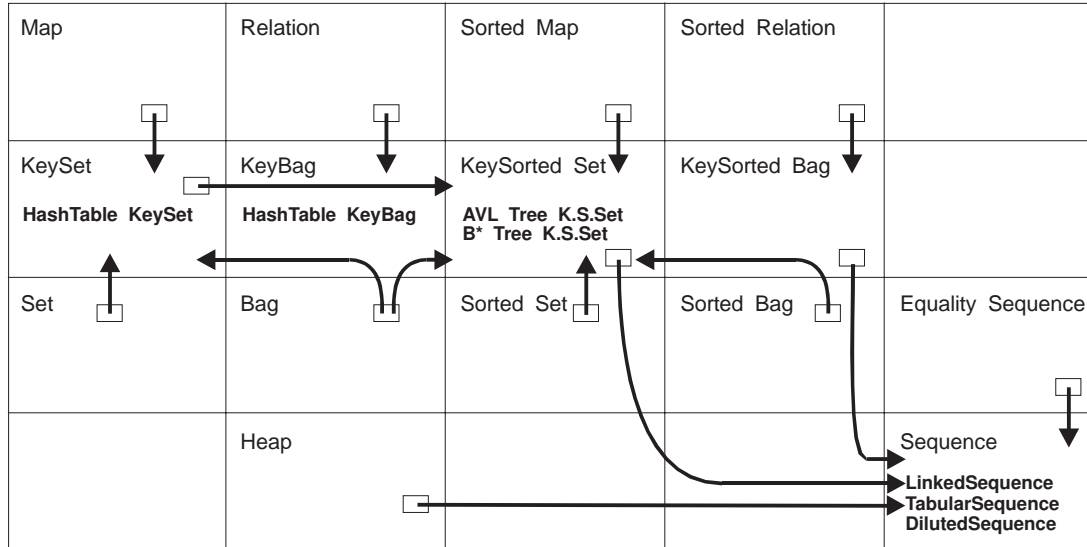 Map
Relation
Sorted Map
Sorted Relation
KeySet
KeyBag
KeySorted Set
KeySorted Bag
HashTable KeySet
HashTable KeyBag
AVL Tree K.S.Set
B* Tree K.S.Set
Set
Bag
Sorted Set
Sorted Bag
Equality Sequence
Heap
Sequence
LinkedSequence
TabularSequence
DilutedSequence